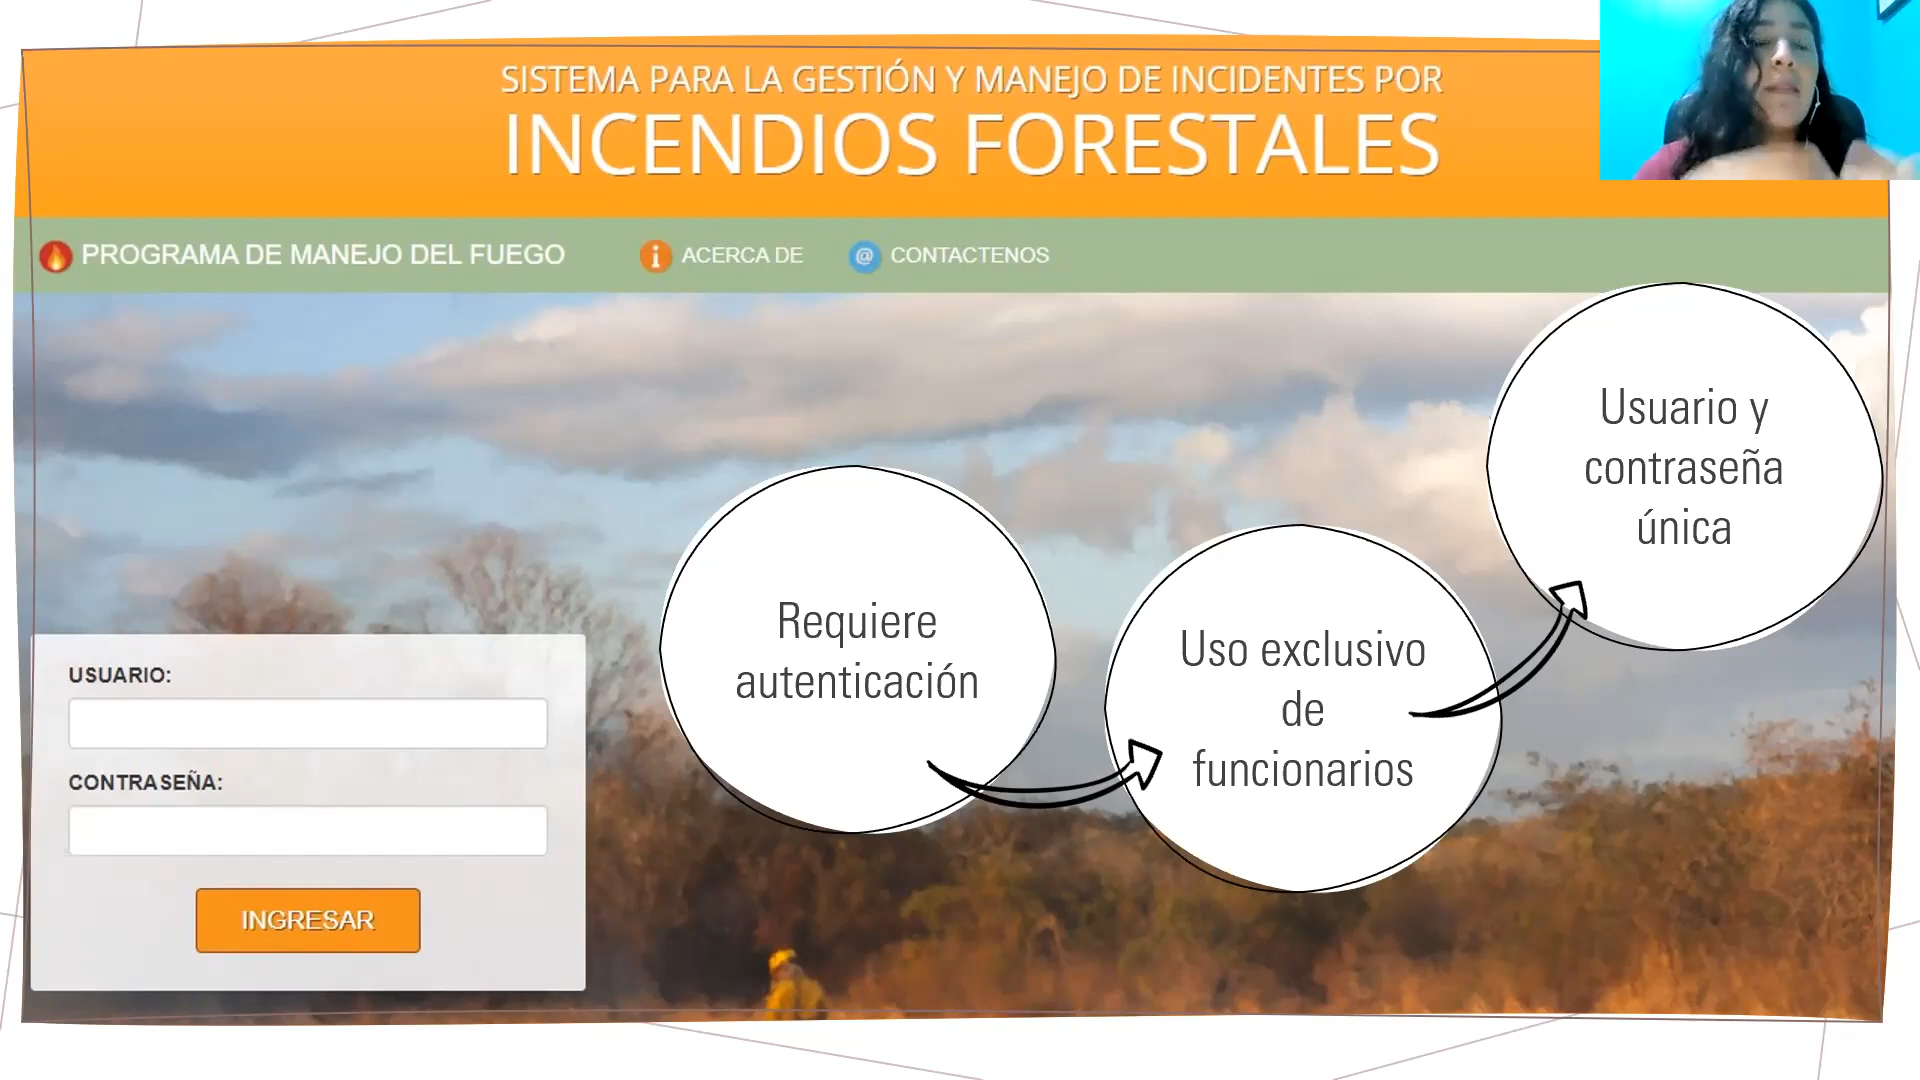 SISTEMA PARA LA GESTIÓN Y MANEJO DE INCIDENTES POR
INCENDIOS FORESTALES
PROGRAMA DE MANEJO DEL FUEGO
ACERCA DE
@ CONTACTENOS
Usuario y
contraseña
única
Requiere
autenticación
Uso exclusivo
de
funcionarios
USUARIO:
CONTRASEÑA:
INGRESAR